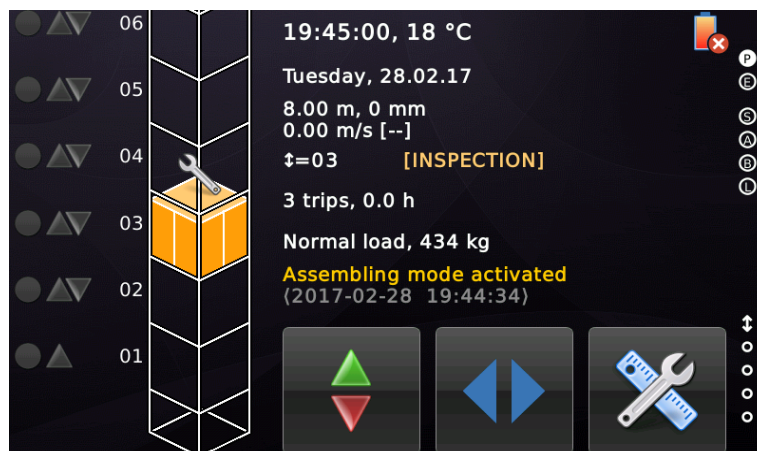 06
05
04
03
02
01
19:45:00, 18 °C
Tuesday, 28.02.17
8.00 m, 0 mm
0.00 m/s [--]
↕=03 [INSPECTION]
3 trips, 0.0 h
Normal load, 434 kg
Assembling mode activated
(2017-02-28 19:44:34)
P
E
S
A
B
L